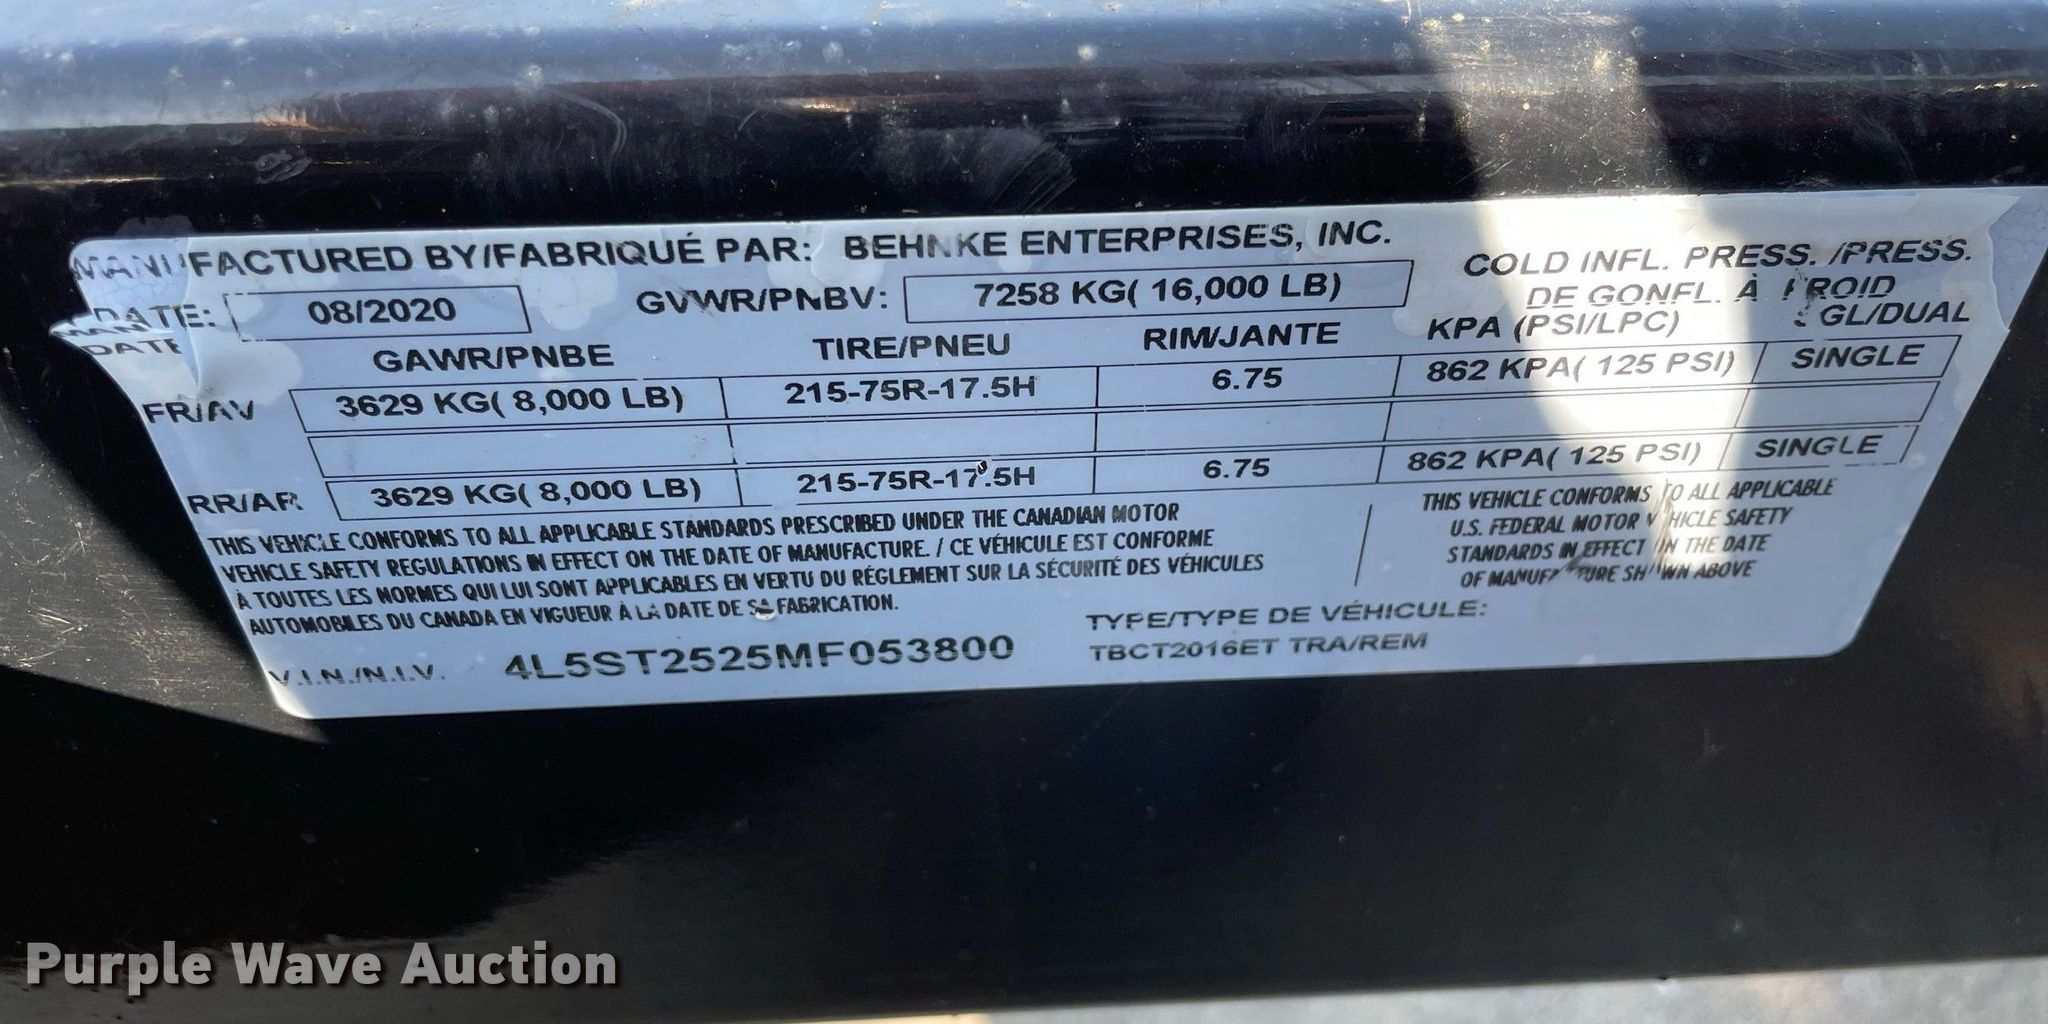 MANUFACTURED BY/FABRIQUÉ PAR: BEHNKE ENTERPRISES, INC.
DATE: 08/2020 GVWR/PNBV: 7258 KG( 16,000 LB)
COLD INFL. PRESS. /PRESS.
DE GONFL. À FROID
DATE
GAWR/PNBE TIRE/PNEU RIM/JANTE KPA (PSI/LPC) SGL/DUAL
FR/AV 3629 KG( 8,000 LB) 215-75R-17.5H 6.75 862 KPA( 125 PSI) SINGLE
RR/AR 3629 KG( 8,000 LB) 215-75R-17.5H 6.75 862 KPA( 125 PSI) SINGLE
THIS VEHICLE CONFORMS TO ALL APPLICABLE STANDARDS PRESCRIBED UNDER THE CANADIAN MOTOR
VEHICLE SAFETY REGULATIONS IN EFFECT ON THE DATE OF MANUFACTURE. / CE VÉHICULE EST CONFORME
À TOUTES LES NORMES QUI LUI SONT APPLICABLES EN VERTU DU RÉGLEMENT SUR LA SÉCURITÉ DES VÉHICULES
AUTOMOBILES DU CANADA EN VIGUEUR À LA DATE DE SA FABRICATION.
THIS VEHICLE CONFORMS TO ALL APPLICABLE
U.S. FEDERAL MOTOR VEHICLE SAFETY
STANDARDS IN EFFECT ON THE DATE
OF MANUFACTURE SHOWN ABOVE
V.I.N./N.I.V. 4L5ST2525MF053800
TYPE/TYPE DE VÉHICULE:
TBCT2016ET TRA/REM
Purple Wave Auction